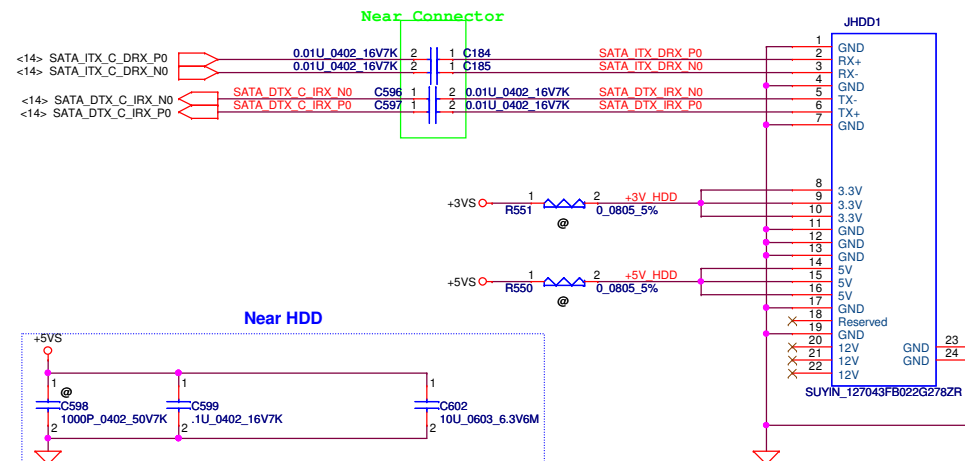 Near Connector
JHDD1
<14> SATA_ITX_C_DRX_P0
0.01U_0402_16V7K 2 1 C184
SATA_ITX_DRX_P0
<14> SATA_ITX_C_DRX_N0
0.01U_0402_16V7K 2 1 C185
SATA_ITX_DRX_N0
<14> SATA_DTX_C_IRX_N0
SATA_DTX_C_IRX_N0 C596 1 2 0.01U_0402_16V7K
SATA_DTX_IRX_N0
<14> SATA_DTX_C_IRX_P0
SATA_DTX_C_IRX_P0 C597 1 2 0.01U_0402_16V7K
SATA_DTX_IRX_P0
1 GND
2 RX+
3 RX-
4 GND
5 TX-
6 TX+
7 GND
8 3.3V
9 3.3V
10 3.3V
11 GND
12 GND
13 GND
14 5V
15 5V
16 5V
17 GND
18 Reserved
19 GND
20 12V
21 12V
22 12V
GND 23
GND 24
SUYIN_127043FB022G278ZR
+3VS 1 2 +3V_HDD
R551 0_0805_5%
@
+5VS 1 2 +5V_HDD
R550 0_0805_5%
@
Near HDD
+5VS
1 @
C598
1000P_0402_50V7K
2
1
C599
.1U_0402_16V7K
2
1
C602
10U_0603_6.3V6M
2